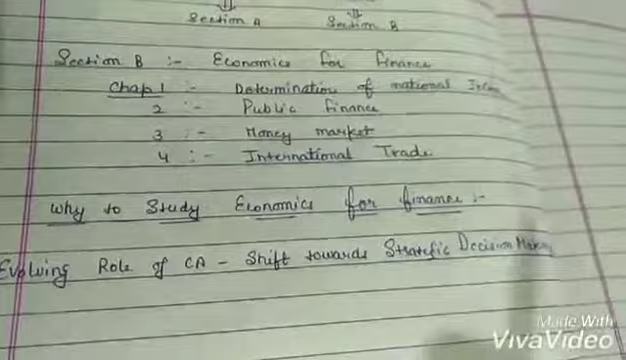 Section A Section B
Section B :- Economics for finance
Chap 1 :- Determination of national Income
2 :- Public finance
3 :- Money market
4 :- International Trade
Why to Study Economics for finance :-
Evolving Role of CA - Shift towards Strategic Decision Making
Made With
VivaVideo